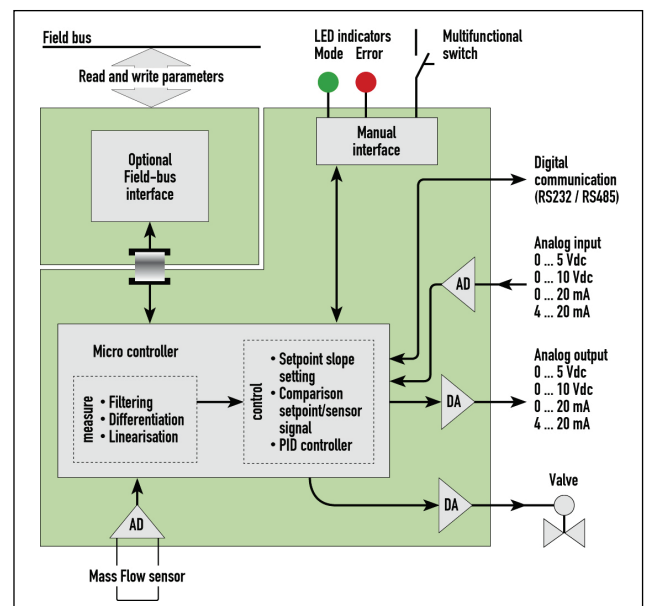 Field bus
Read and write parameters
LED indicators
Mode Error
Multifunctional
switch
Manual
interface
Optional
Field-bus
interface
Digital
communication
(RS232 / RS485)
Analog input
0 ... 5 Vdc
0 ... 10 Vdc
0 ... 20 mA
4 ... 20 mA
AD
Micro controller
measure
• Filtering
• Differentiation
• Linearisation
control
• Setpoint slope
setting
• Comparison
setpoint/sensor
signal
• PID controller
DA
Analog output
0 ... 5 Vdc
0 ... 10 Vdc
0 ... 20 mA
4 ... 20 mA
DA
Valve
AD
Mass Flow sensor